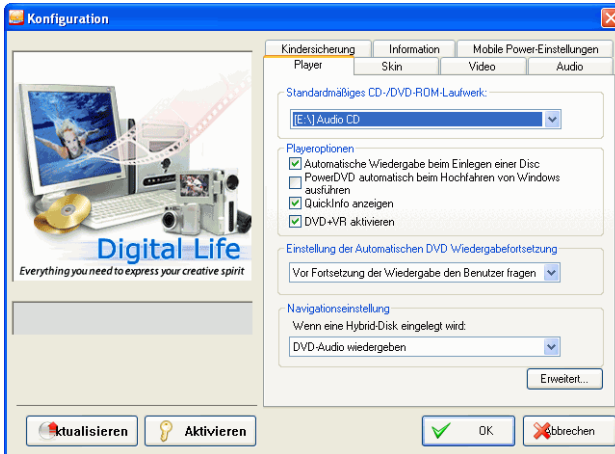 Konfiguration
Kindersicherung
Information
Mobile Power-Einstellungen
Player
Skin
Video
Audio
Standardmäßiges CD-/DVD-ROM-Laufwerk:
[E:\] Audio CD
Playeroptionen
Automatische Wiedergabe beim Einlegen einer Disc
PowerDVD automatisch beim Hochfahren von Windows
ausführen
QuickInfo anzeigen
DVD+VR aktivieren
Einstellung der Automatischen DVD Wiedergabefortsetzung
Vor Fortsetzung der Wiedergabe den Benutzer fragen
Navigationseinstellung
Wenn eine Hybrid-Disk eingelegt wird:
DVD-Audio wiedergeben
Erweitert...
Digital Life
Everything you need to express your creative spirit
ktualisieren
Aktivieren
OK
Abbrechen